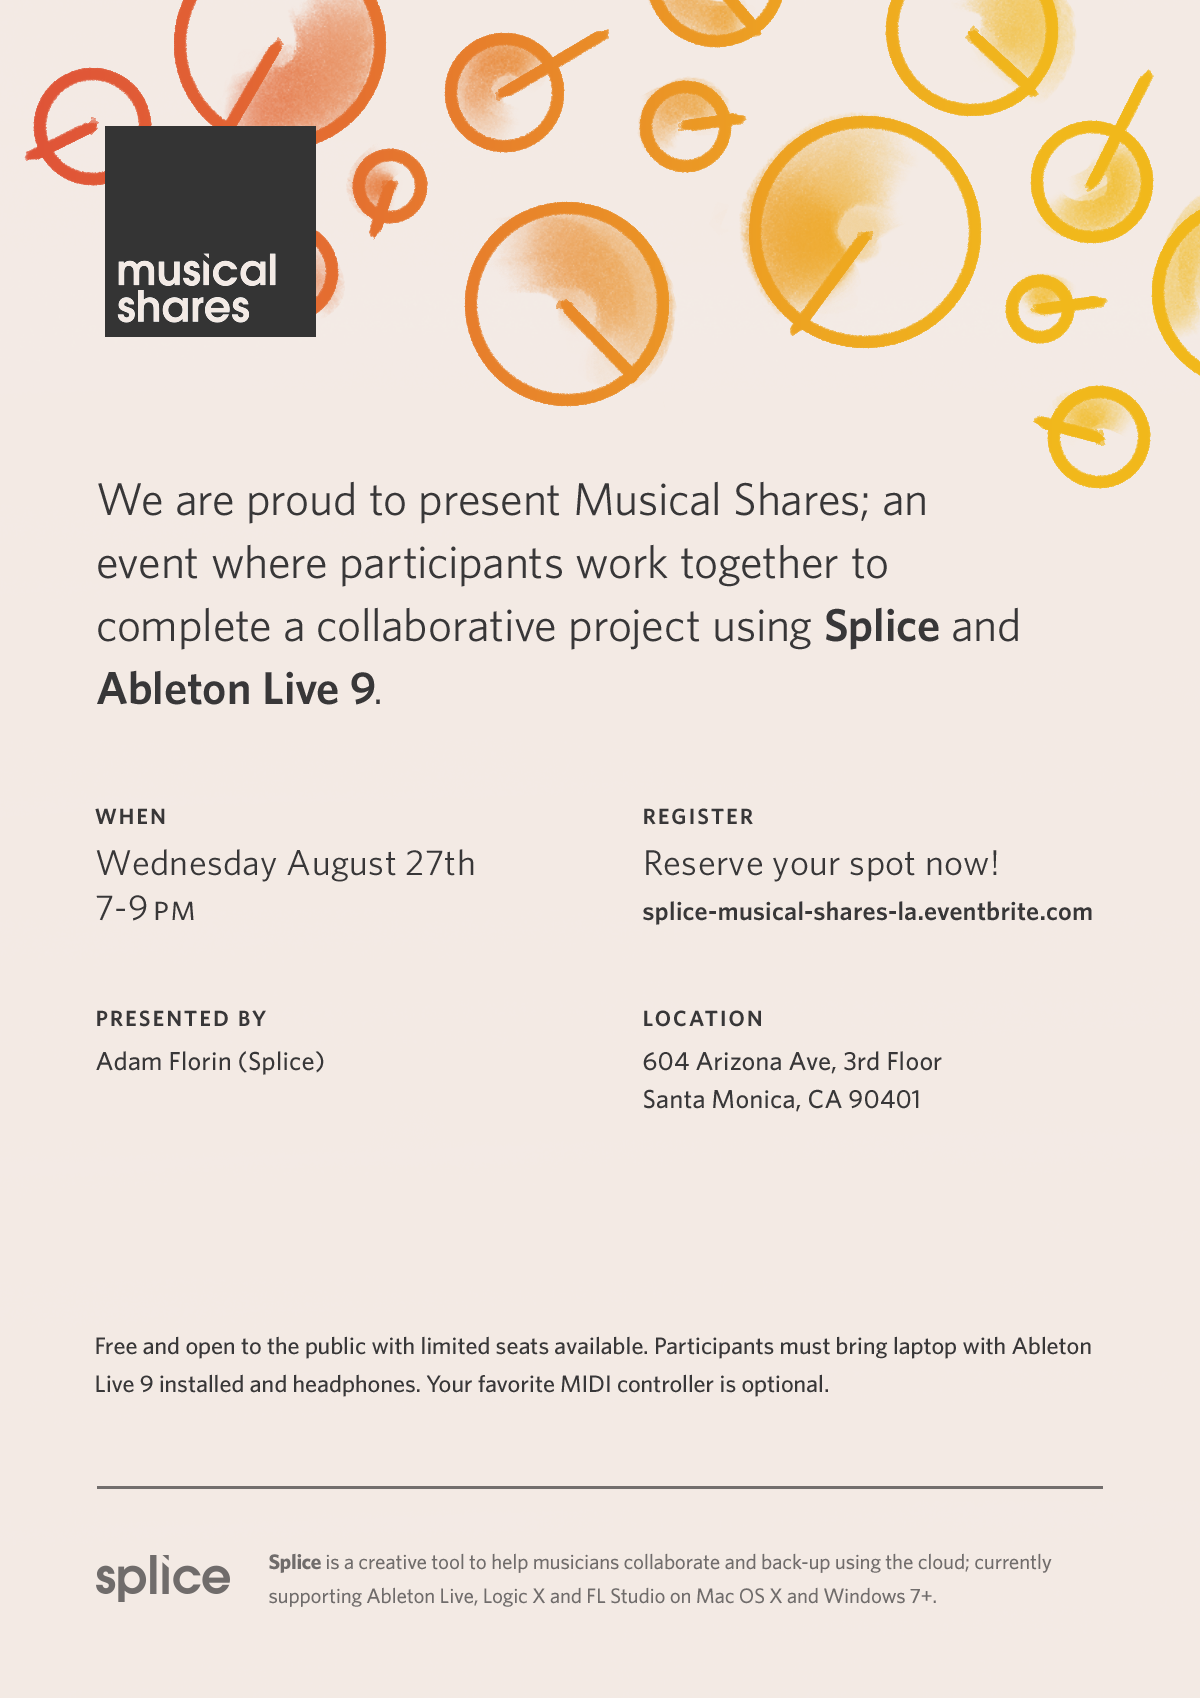 musical
shares
We are proud to present Musical Shares; an
event where participants work together to
complete a collaborative project using Splice and
Ableton Live 9.
WHEN
Wednesday August 27th
7-9 PM
REGISTER
Reserve your spot now!
splice-musical-shares-la.eventbrite.com
PRESENTED BY
Adam Florin (Splice)
LOCATION
604 Arizona Ave, 3rd Floor
Santa Monica, CA 90401
Free and open to the public with limited seats available. Participants must bring laptop with Ableton
Live 9 installed and headphones. Your favorite MIDI controller is optional.
splice
Splice is a creative tool to help musicians collaborate and back-up using the cloud; currently
supporting Ableton Live, Logic X and FL Studio on Mac OS X and Windows 7+.